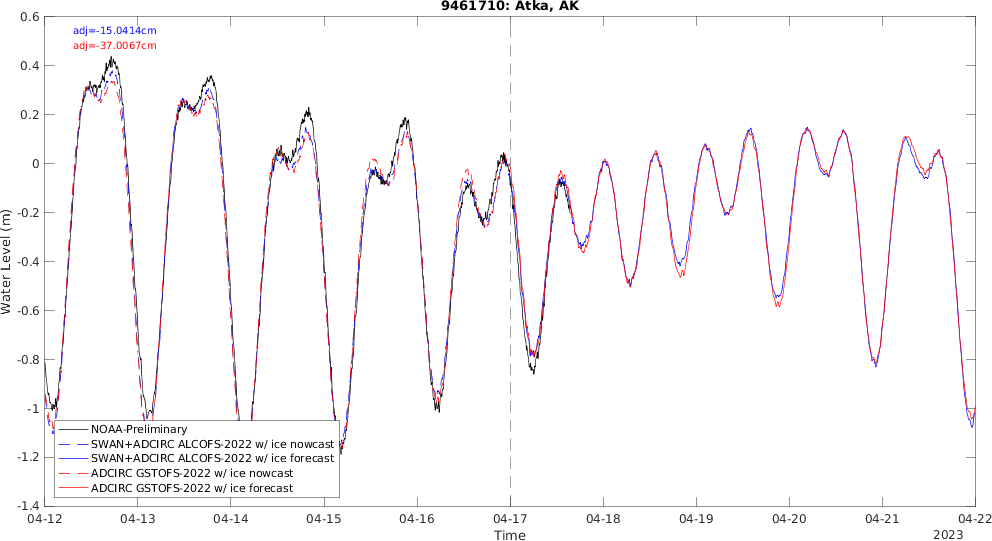 9461710: Atka, AK
adj=-15.0414cm
adj=-37.0067cm
0.6
0.4
0.2
0
-0.2
-0.4
-0.6
-0.8
-1
-1.2
-1.4
Water Level (m)
NOAA-Preliminary
SWAN+ADCIRC ALCOFS-2022 w/ ice nowcast
SWAN+ADCIRC ALCOFS-2022 w/ ice forecast
ADCIRC GSTOFS-2022 w/ ice nowcast
ADCIRC GSTOFS-2022 w/ ice forecast
04-12 04-13 04-14 04-15 04-16 04-17 04-18 04-19 04-20 04-21 04-22
Time
2023